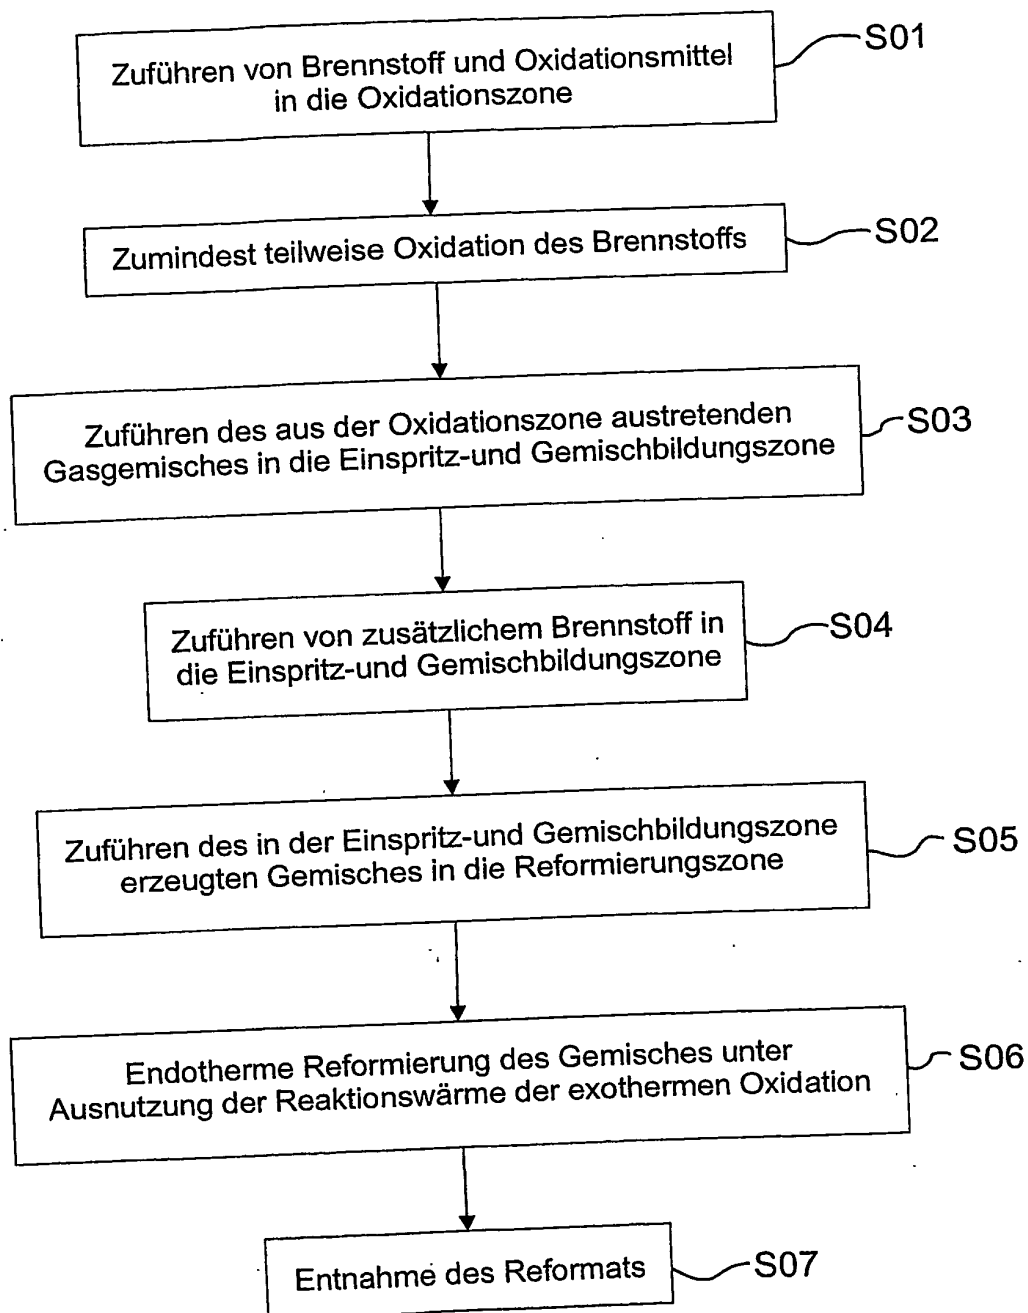 Zuführen von Brennstoff und Oxidationsmittel
in die Oxidationszone
S01
Zumindest teilweise Oxidation des Brennstoffs
S02
Zuführen des aus der Oxidationszone austretenden
Gasgemisches in die Einspritz-und Gemischbildungszone
S03
Zuführen von zusätzlichem Brennstoff in
die Einspritz-und Gemischbildungszone
S04
Zuführen des in der Einspritz-und Gemischbildungszone
erzeugten Gemisches in die Reformierungszone
S05
Endotherme Reformierung des Gemisches unter
Ausnutzung der Reaktionswärme der exothermen Oxidation
S06
Entnahme des Reformats
S07